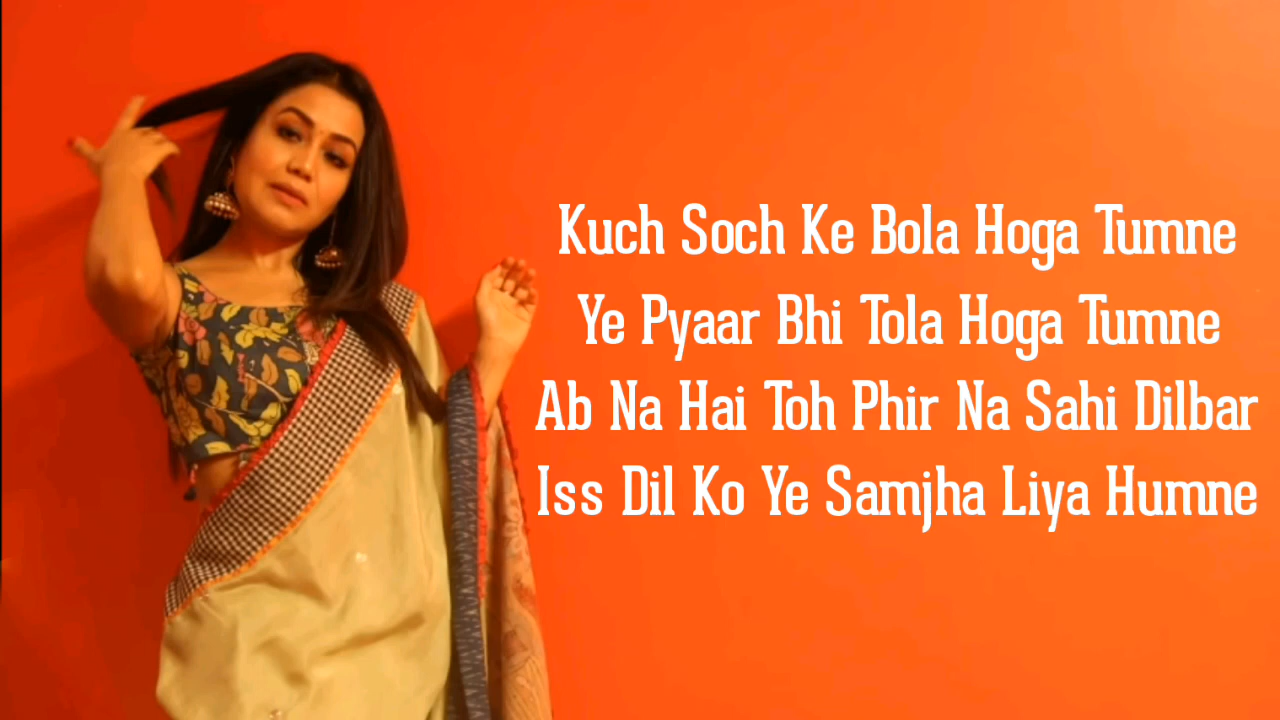 Kuch Soch Ke Bola Hoga Tumne
Ye Pyaar Bhi Tola Hoga Tumne
Ab Na Hai Toh Phir Na Sahi Dilbar
Iss Dil Ko Ye Samjha Liya Humne